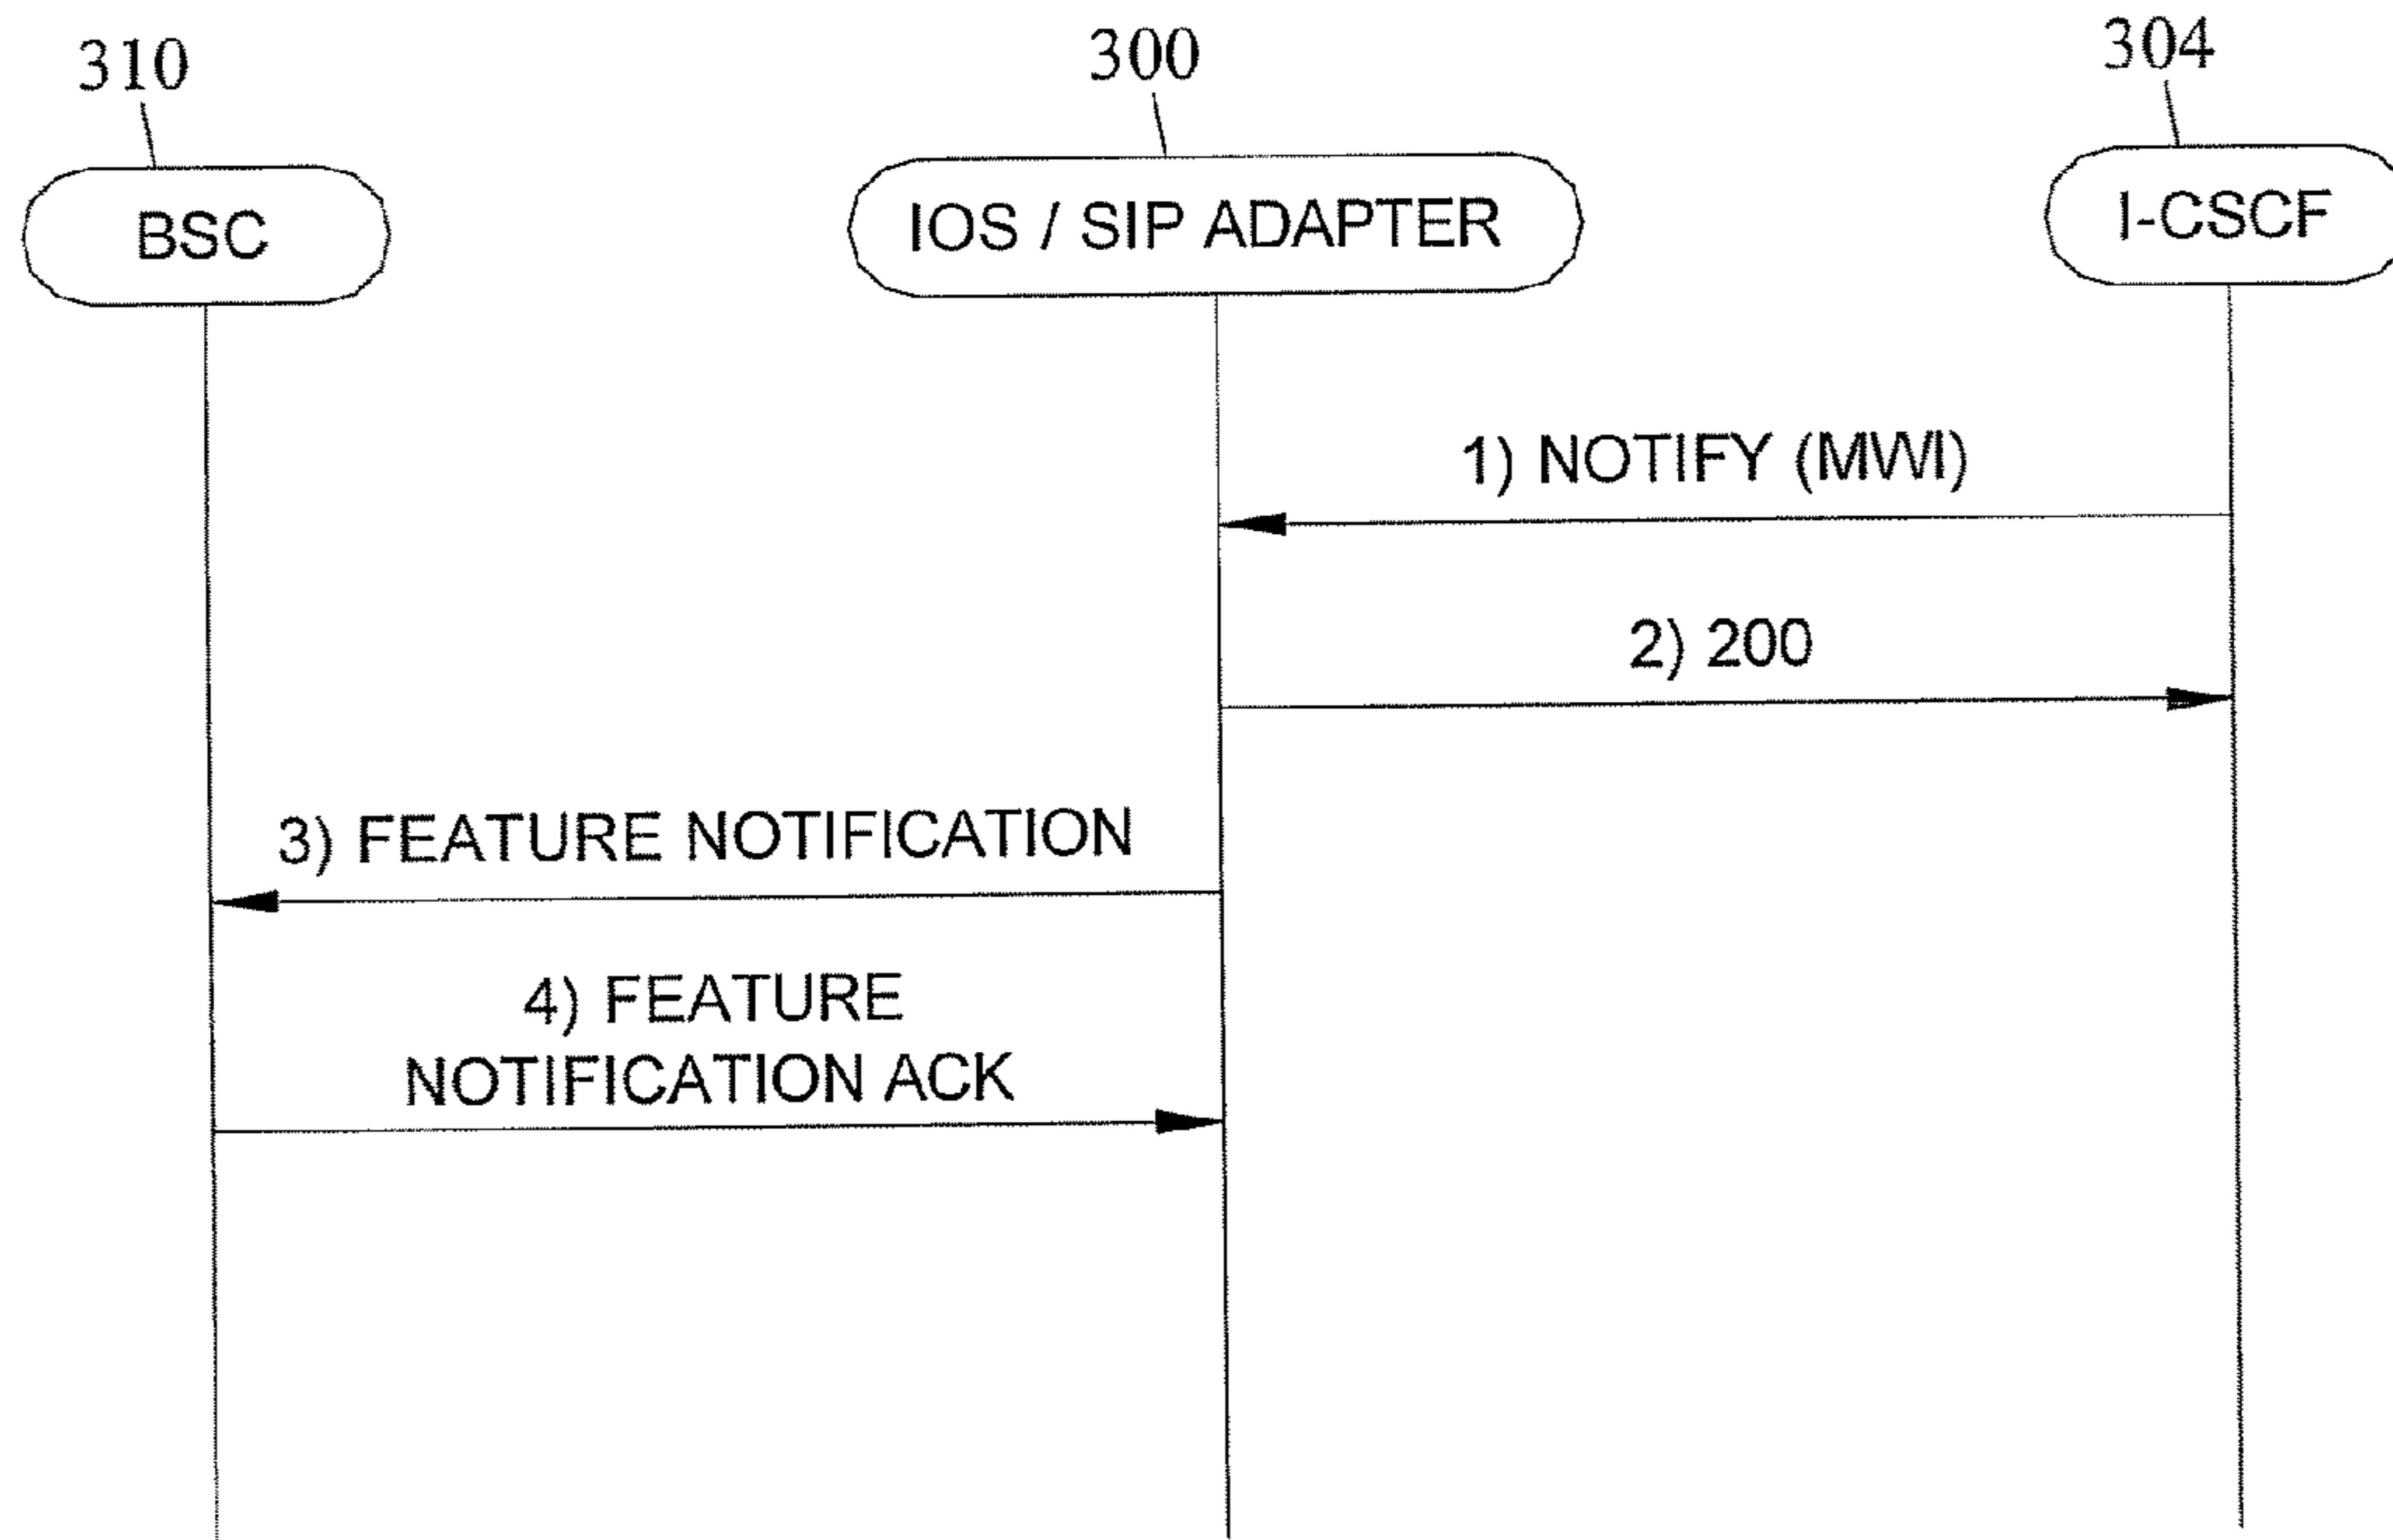 310
300
304
BSC
IOS / SIP ADAPTER
I-CSCF
1) NOTIFY (MWI)
2) 200
3) FEATURE NOTIFICATION
4) FEATURE
NOTIFICATION ACK